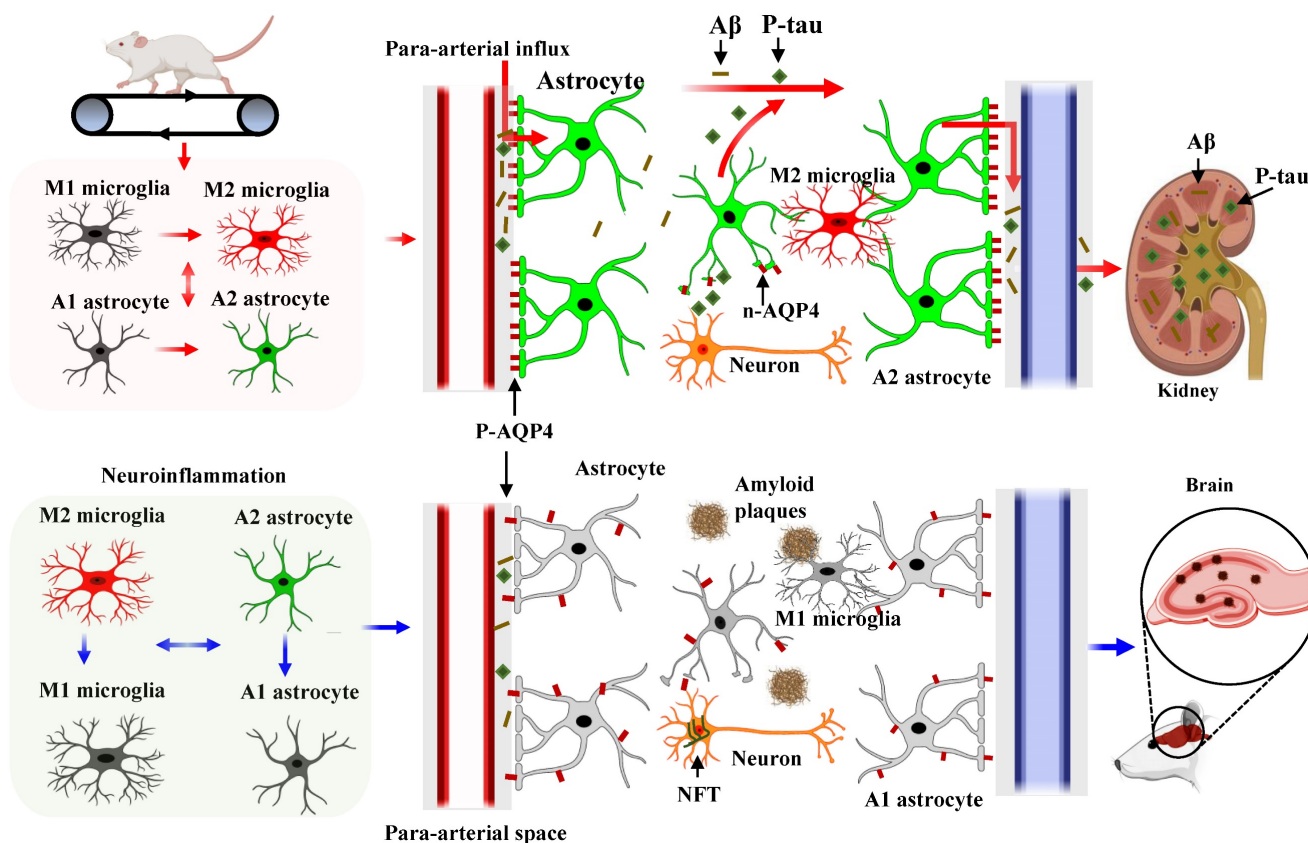 Para-arterial influx
Aβ
P-tau
Astrocyte
M1 microglia
M2 microglia
A1 astrocyte
A2 astrocyte
M2 microglia
n-AQP4
Neuron
A2 astrocyte
Aβ
P-tau
Kidney
P-AQP4
Neuroinflammation
M2 microglia
A2 astrocyte
M1 microglia
A1 astrocyte
Astrocyte
Amyloid
plaques
M1 microglia
Neuron
NFT
A1 astrocyte
Brain
Para-arterial space